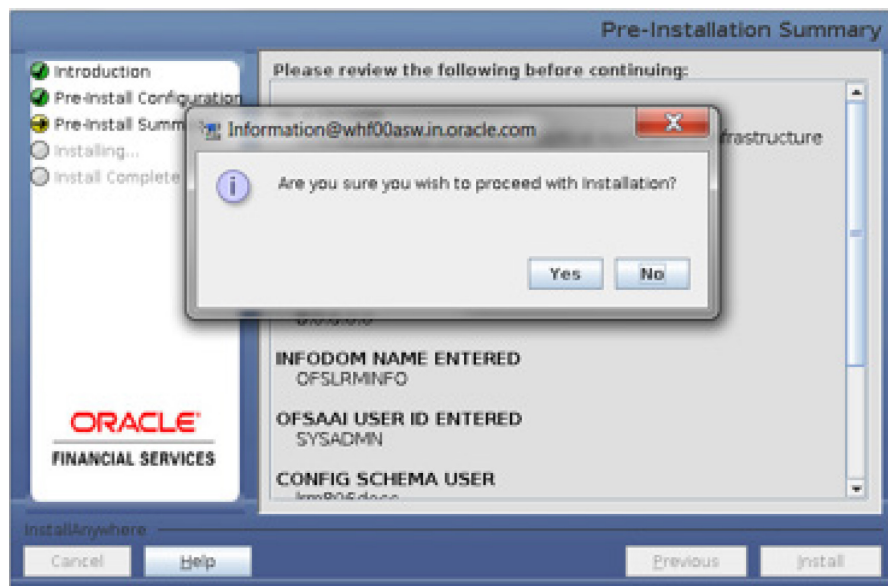 Pre-Installation Summary
Introduction
Pre-Install Configuration
Pre-Install Summ
Installing...
Install Complete
Please review the following before continuing:
frastructure
Information@whf00asw.in.oracle.com
Are you sure you wish to proceed with installation?
Yes
No
INFODOM NAME ENTERED
OFSLRMINFO
OFSAAI USER ID ENTERED
SYSADMN
CONFIG SCHEMA USER
ORACLE
FINANCIAL SERVICES
InstallAnywhere
Cancel
Help
Previous
Install